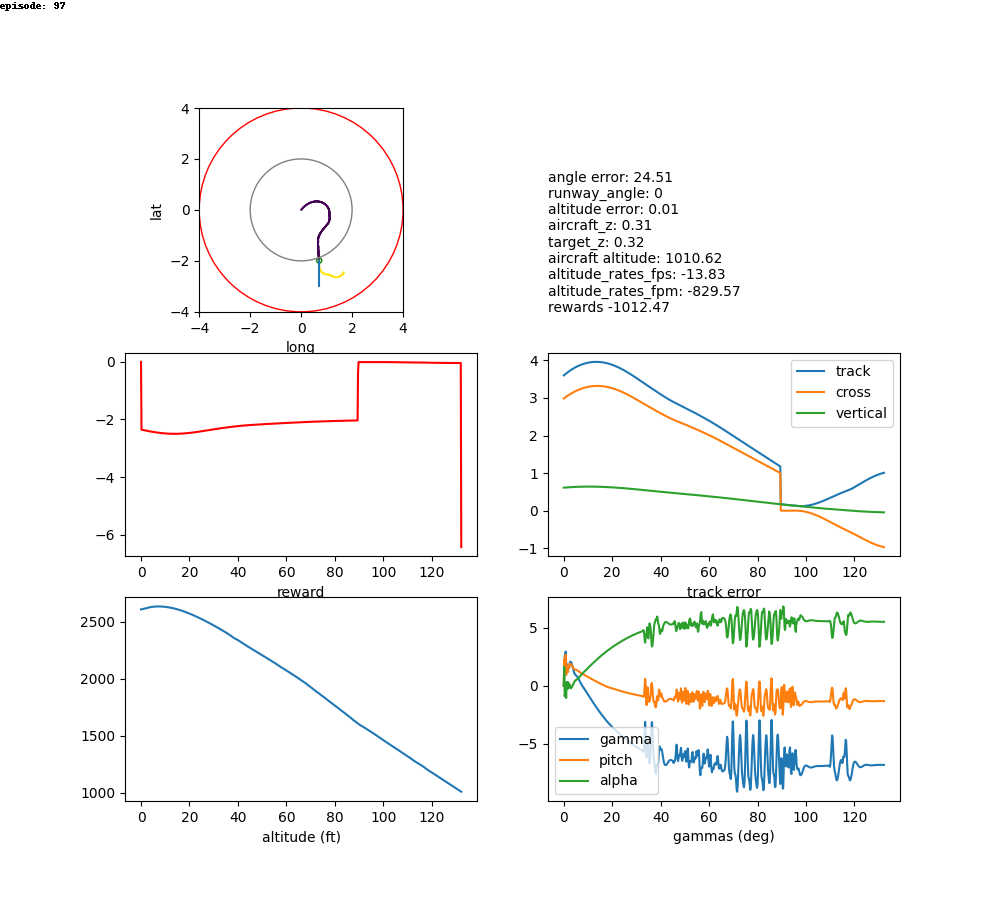 episode: 97
4
2
0
−2
−4
lat
−4 −2 0 2 4
long
angle error: 24.51
runway_angle: 0
altitude error: 0.01
aircraft_z: 0.31
target_z: 0.32
aircraft altitude: 1010.62
altitude_rates_fps: -13.83
altitude_rates_fpm: -829.57
rewards -1012.47
0
−2
−4
−6
0 20 40 60 80 100 120
reward
4
3
2
1
0
−1
track
cross
vertical
0 20 40 60 80 100 120
track error
2500
2000
1500
1000
0 20 40 60 80 100 120
altitude (ft)
5
0
−5
gamma
pitch
alpha
0 20 40 60 80 100 120
gammas (deg)